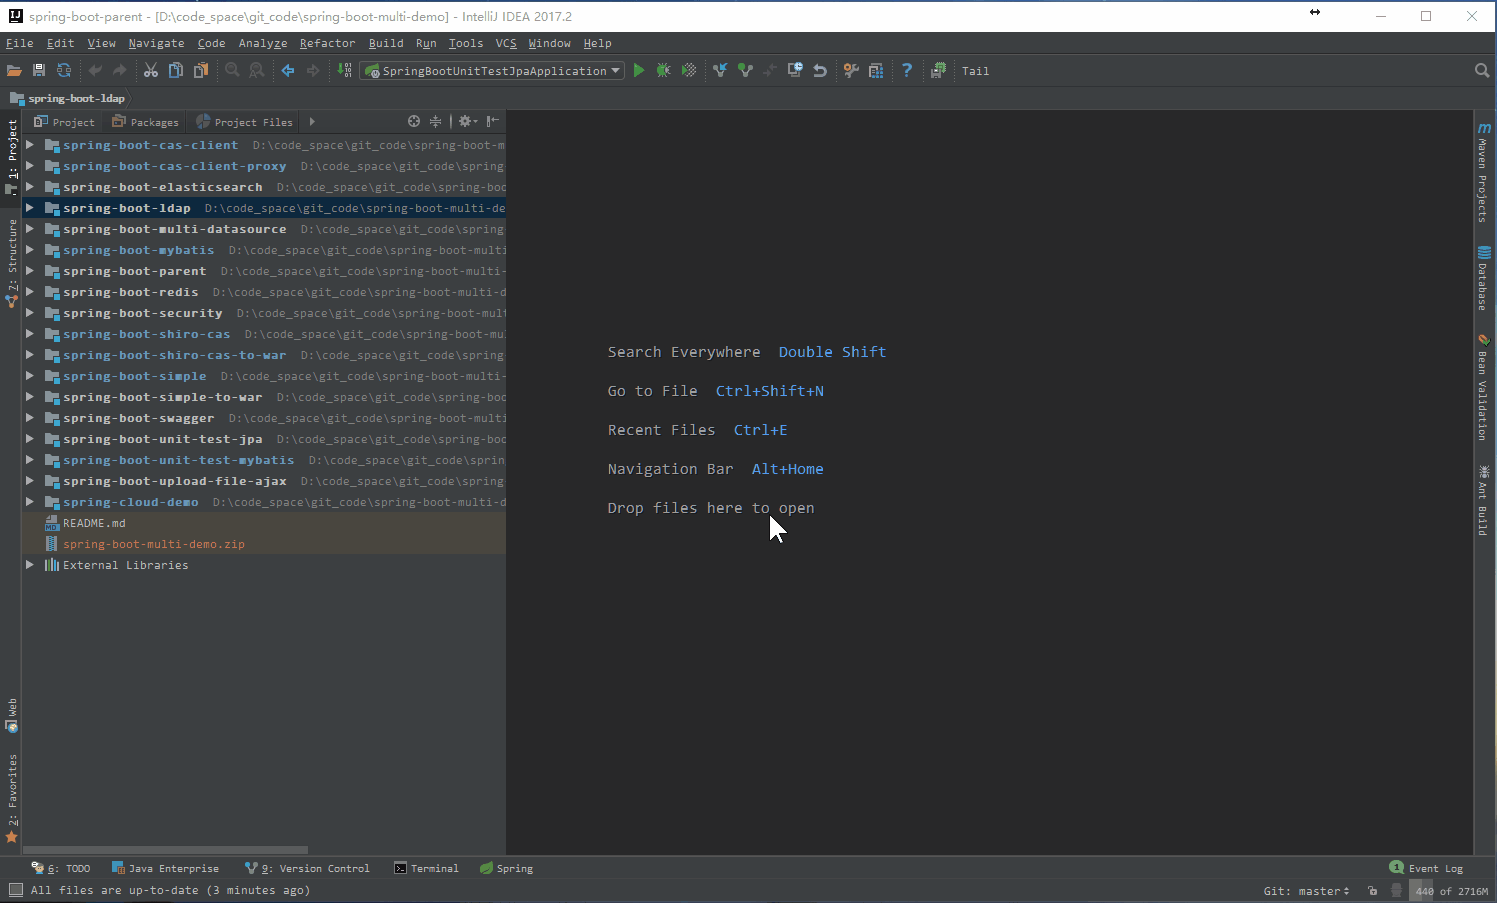 spring-boot-parent - [D:\code_space\git_code\spring-boot-multi-demo] - IntelliJ IDEA 2017.2
File Edit View Navigate Code Analyze Refactor Build Run Tools VCS Window Help
SpringBootUnitTestJpaApplication ? Tail
spring-boot-ldap
Project Packages Project Files
1: Project
7: Structure
Web
2: Favorites
spring-boot-cas-client D:\code_space\git_code\spring-boot-m
spring-boot-cas-client-proxy D:\code_space\git_code\spring
spring-boot-elasticsearch D:\code_space\git_code\spring-boo
spring-boot-ldap D:\code_space\git_code\spring-boot-multi-de
spring-boot-multi-datasource D:\code_space\git_code\spring
spring-boot-mybatis D:\code_space\git_code\spring-boot-multi
spring-boot-parent D:\code_space\git_code\spring-boot-multi-
spring-boot-redis D:\code_space\git_code\spring-boot-multi-d
spring-boot-security D:\code_space\git_code\spring-boot-mult
spring-boot-shiro-cas D:\code_space\git_code\spring-boot-mu
spring-boot-shiro-cas-to-war D:\code_space\git_code\spring
spring-boot-simple D:\code_space\git_code\spring-boot-multi-
spring-boot-simple-to-war D:\code_space\git_code\spring-boo
spring-boot-swagger D:\code_space\git_code\spring-boot-multi
spring-boot-unit-test-jpa D:\code_space\git_code\spring-boo
spring-boot-unit-test-mybatis D:\code_space\git_code\sprin
spring-boot-upload-file-ajax D:\code_space\git_code\spring
spring-cloud-demo D:\code_space\git_code\spring-boot-multi-d
README.md
spring-boot-multi-demo.zip
External Libraries
Search Everywhere Double Shift
Go to File Ctrl+Shift+N
Recent Files Ctrl+E
Navigation Bar Alt+Home
Drop files here to open
Maven Projects
Database
Bean Validation
Ant Build
6: TODO Java Enterprise 9: Version Control Terminal Spring 1 Event Log
All files are up-to-date (3 minutes ago) Git: master 440 of 2716M